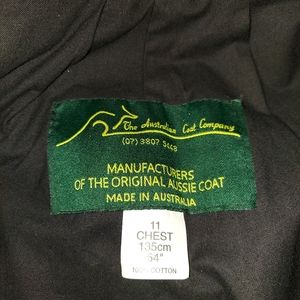 The Australian Coat Company
(07) 3807 5449
MANUFACTURERS
OF THE ORIGINAL AUSSIE COAT
MADE IN AUSTRALIA
11
CHEST
135cm
54"
100% COTTON